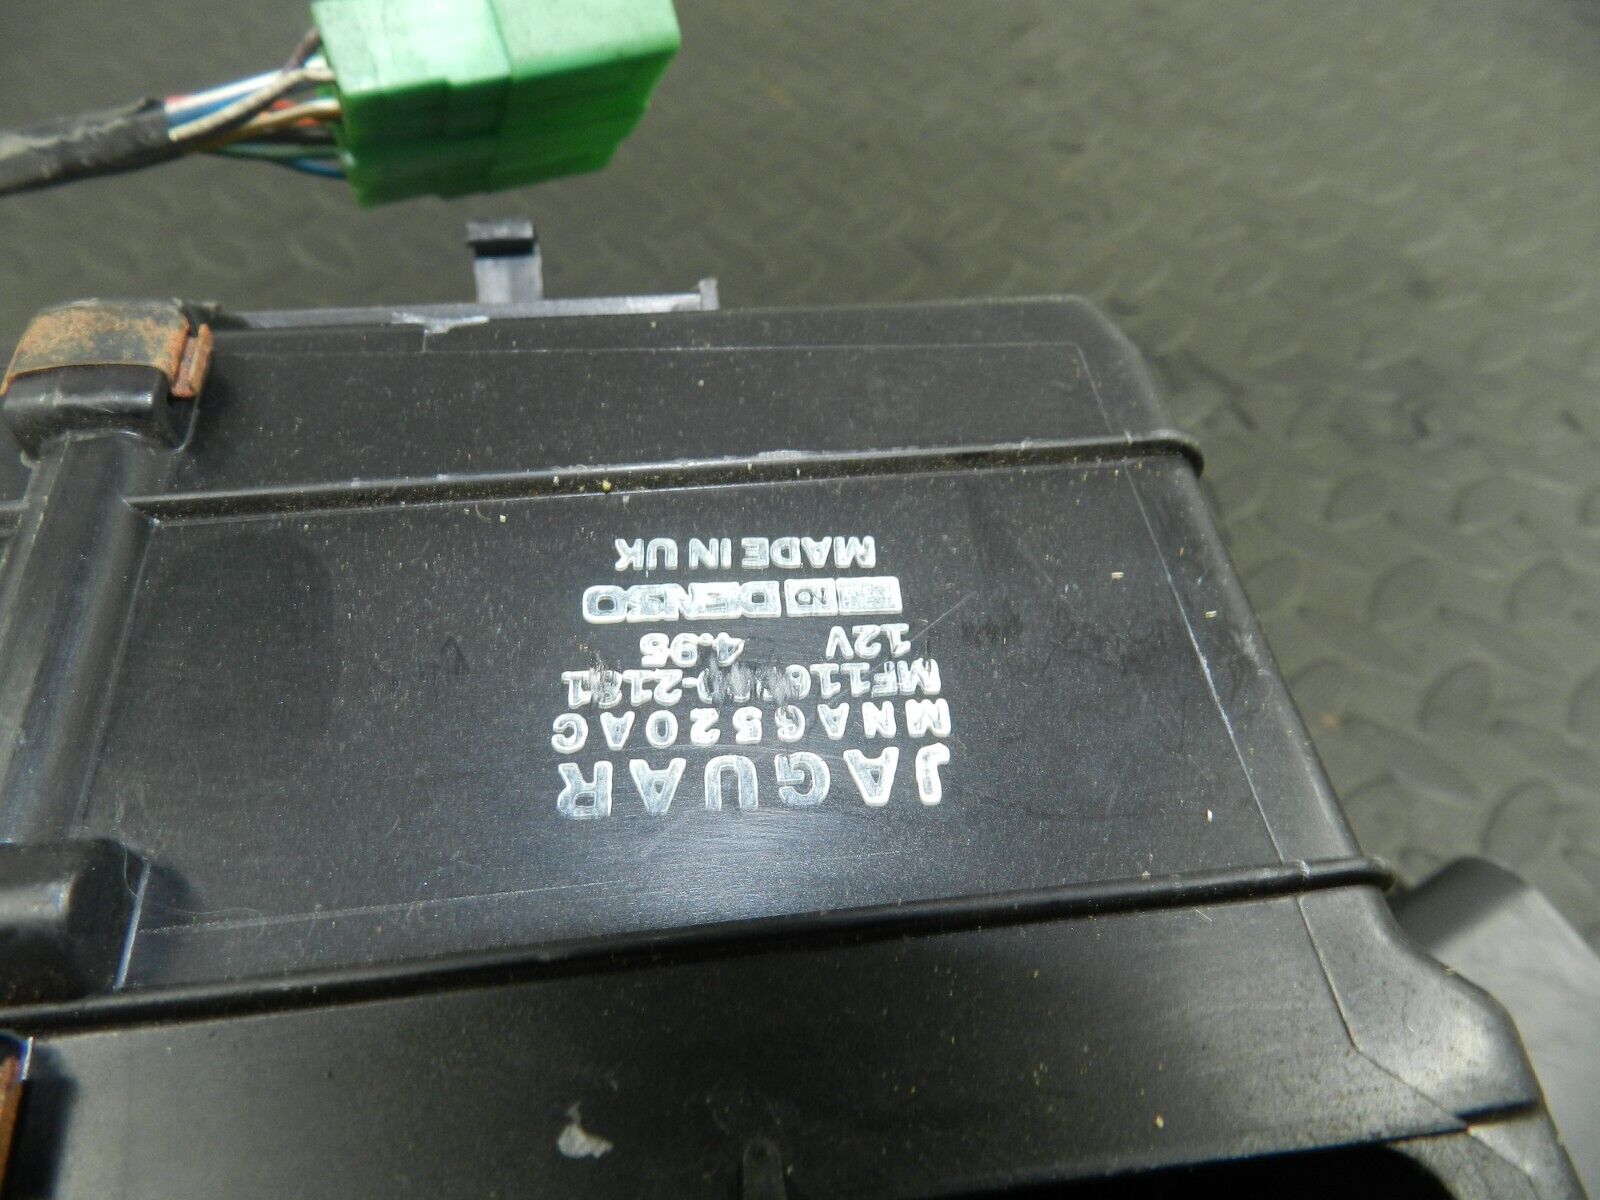 JAGUAR
MNA6520AC
12V 4.95
DENSO
MADE IN UK